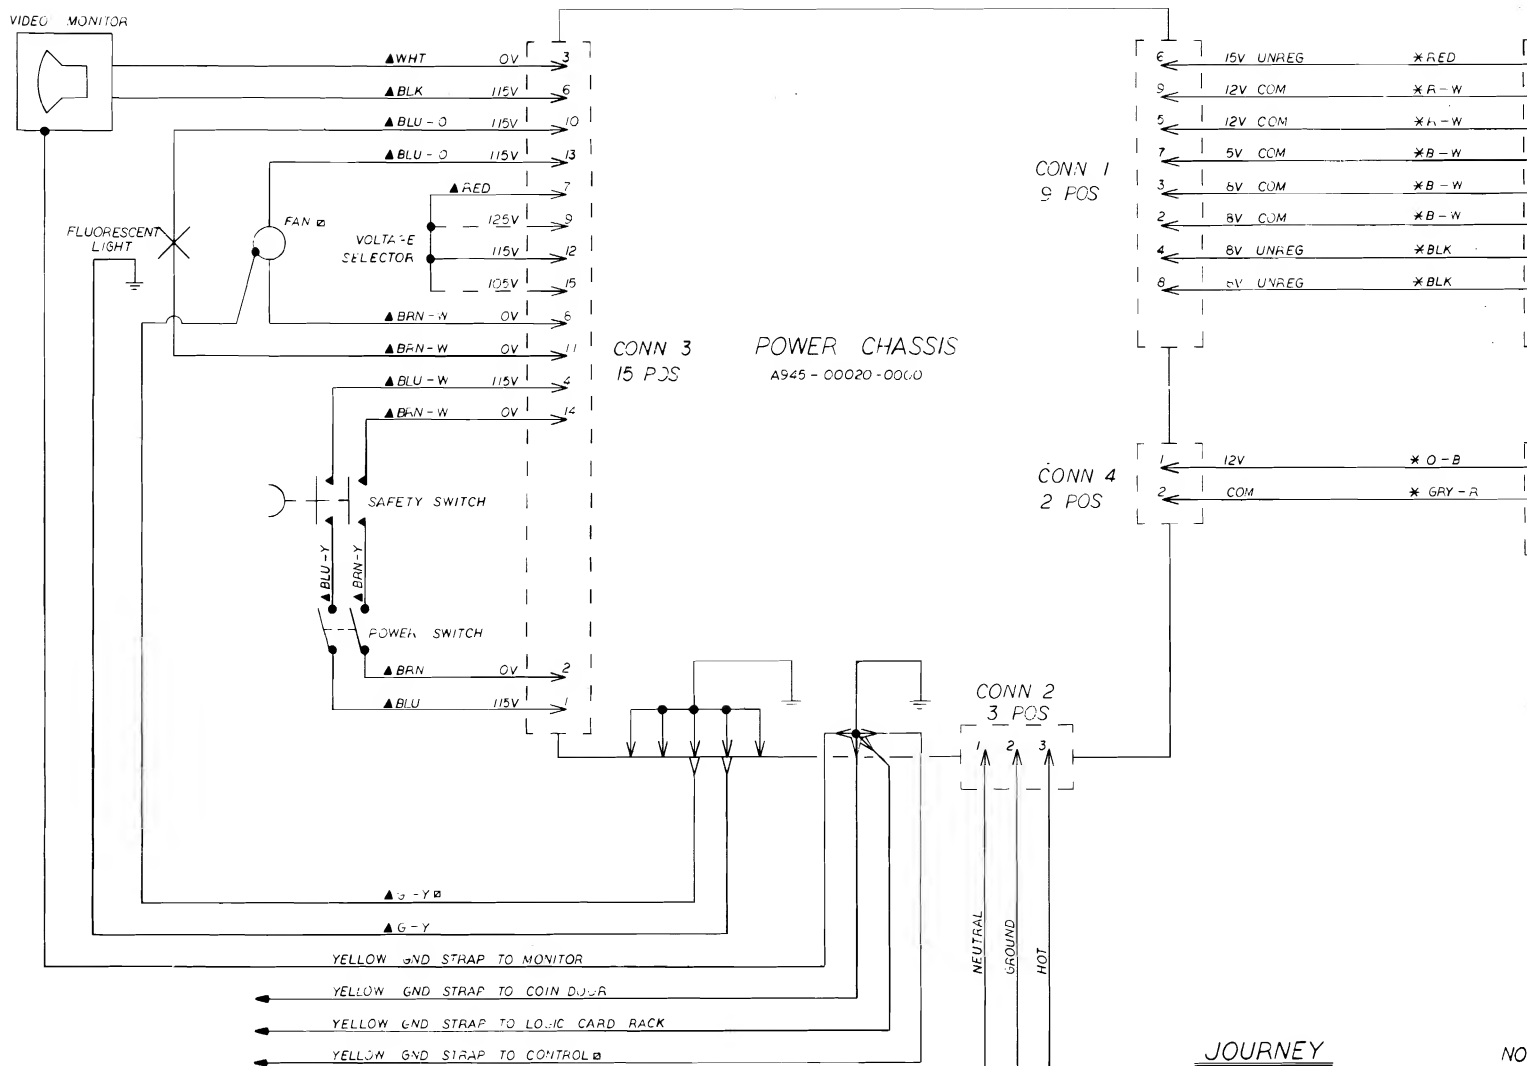 VIDEO MONITOR
▲WHT 0V 3
▲BLK 115V 6
▲BLU-O 115V 10
▲BLU-O 115V 13
▲RED 7
125V 9
115V 12
105V 15
VOLTAGE
SELECTOR
FAN
FLUORESCENT
LIGHT
▲BRN-W 0V
▲BRN-W 0V 11
▲BLU-W 115V 4
▲BRN-W 0V 14
SAFETY SWITCH
▲BLU-Y
▲BRN-Y
POWER SWITCH
▲BRN 0V 2
▲BLU 115V 1
CONN 3
15 POS
POWER CHASSIS
A945-00020-0000
CONN 1
9 POS
6 15V UNREG *RED
9 12V COM *R-W
5 12V COM *R-W
7 5V COM *B-W
3 8V COM *B-W
2 8V COM *B-W
4 8V UNREG *BLK
8 UNREG *BLK
CONN 4
2 POS
1 12V * O-B
2 COM * GRY-R
CONN 2
3 POS
1 2 3
NEUTRAL
GROUND
HOT
▲G-Y
▲G-Y
YELLOW GND STRAP TO MONITOR
YELLOW GND STRAP TO COIN DOOR
YELLOW GND STRAP TO LOGIC CARD RACK
YELLOW GND STRAP TO CONTROL
JOURNEY
NO